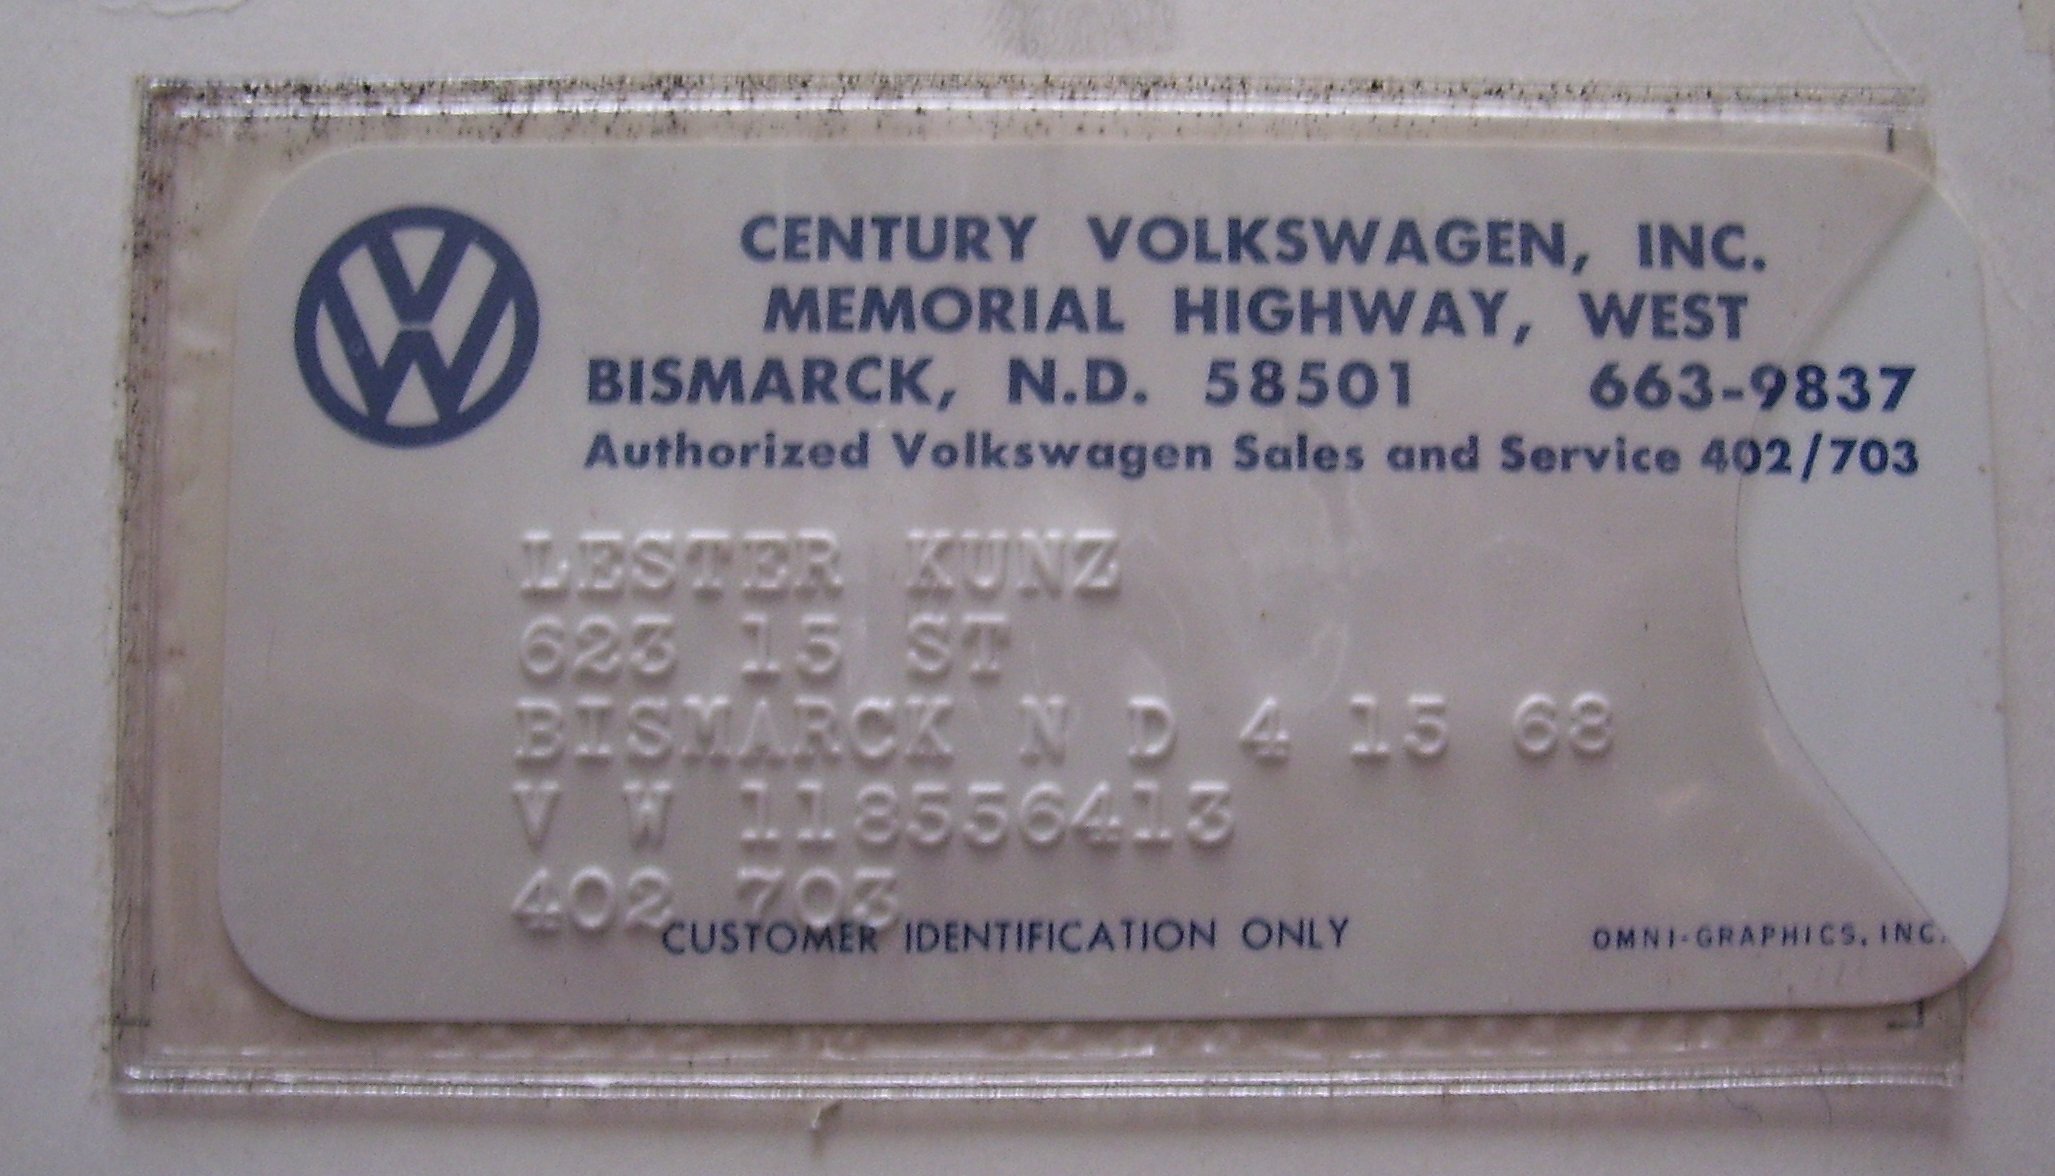 CENTURY VOLKSWAGEN, INC.
MEMORIAL HIGHWAY, WEST
BISMARCK, N.D. 58501 663-9837
Authorized Volkswagen Sales and Service 402/703
LESTER KUNZ
623 15 ST
BISMARCK N D 4 15 68
V W 118556413
402 703
CUSTOMER IDENTIFICATION ONLY
OMNI-GRAPHICS, INC.